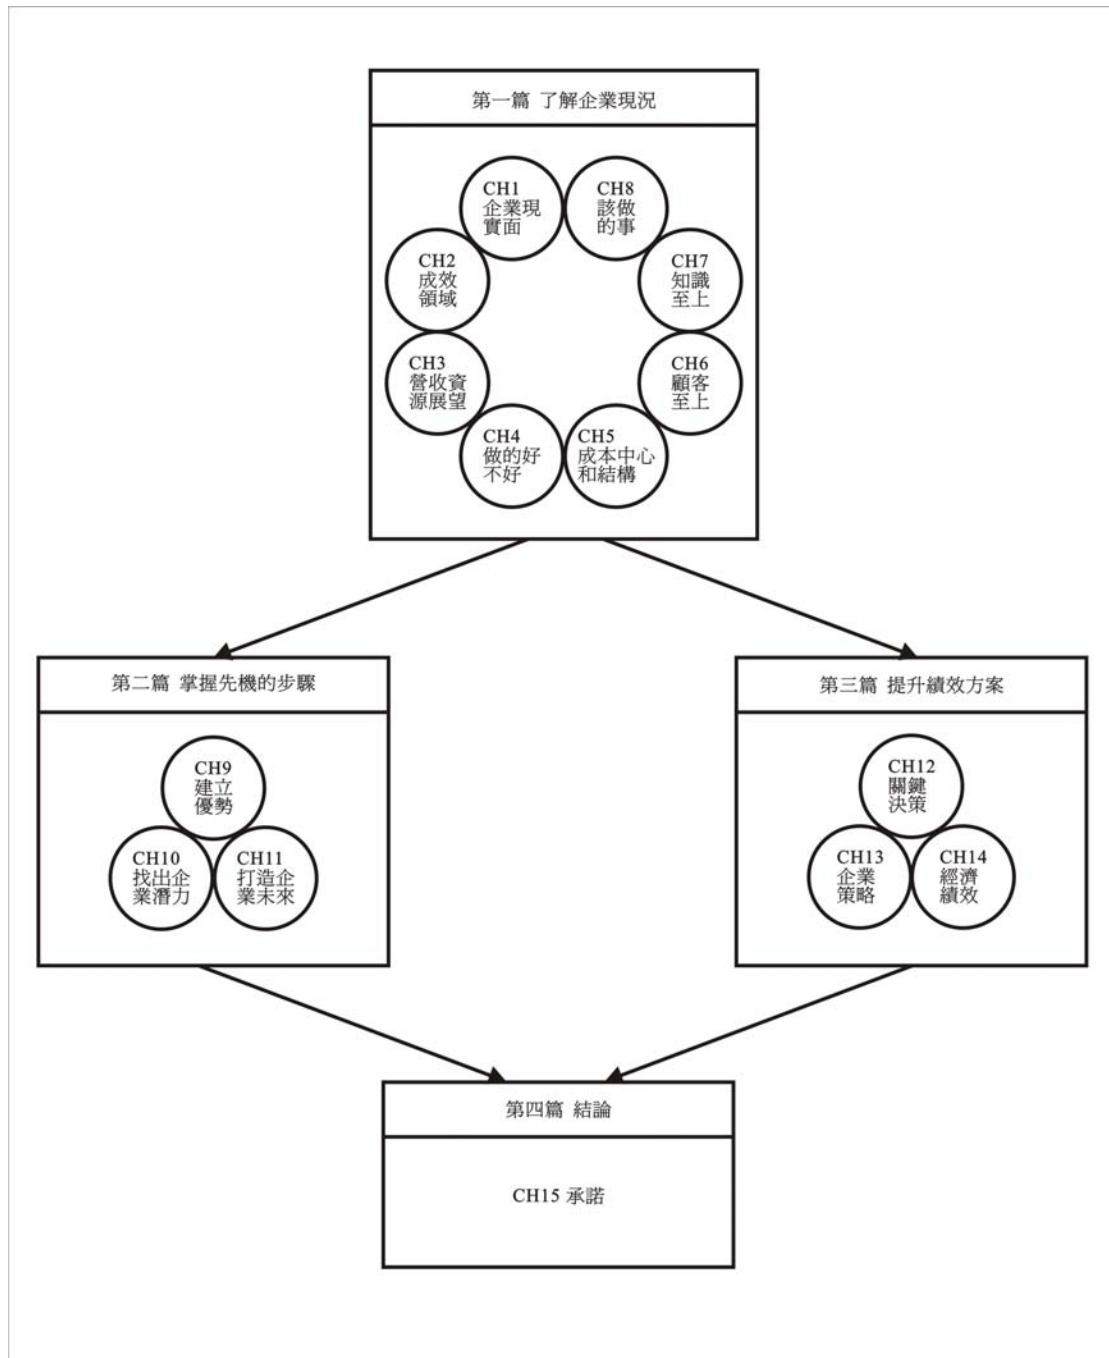 第一篇 了解企業現況
CH1
企業現
實面
CH2
成效
領域
CH3
營收資
源展望
CH4
做的好
不好
CH5
成本中心
和結構
CH6
顧客
至上
CH7
知識
至上
CH8
該做
的事
第二篇 掌握先機的步驟
CH9
建立
優勢
CH10
找出企
業潛力
CH11
打造企
業未來
第三篇 提升績效方案
CH12
關鍵
決策
CH13
企業
策略
CH14
經濟
績效
第四篇 結論
CH15 承諾